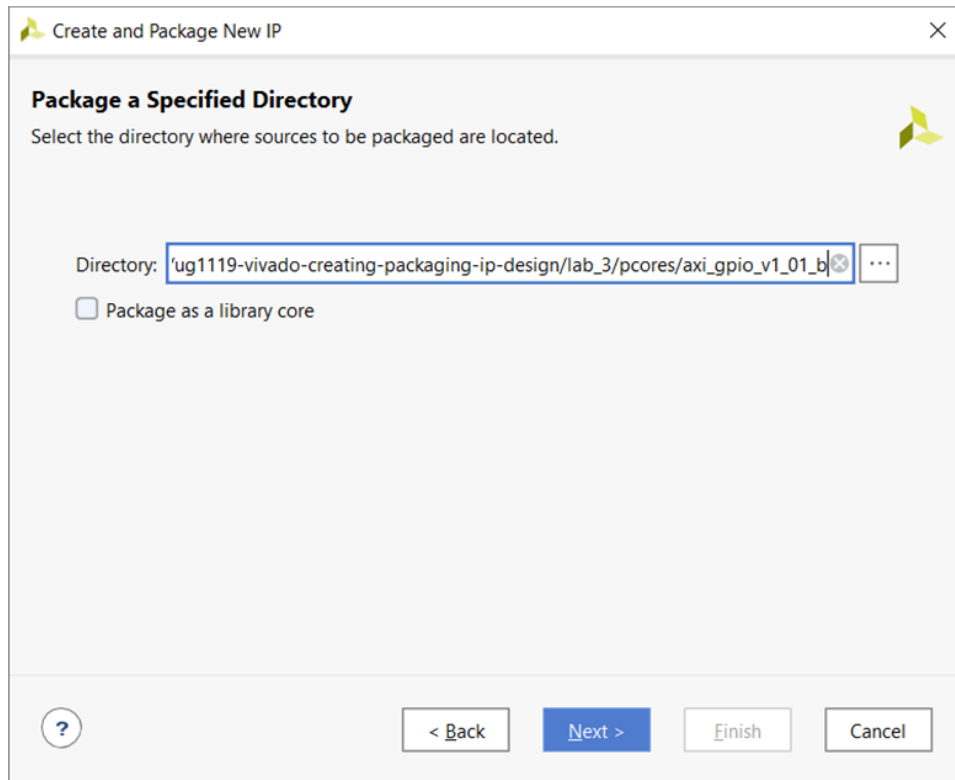 Create and Package New IP
Package a Specified Directory
Select the directory where sources to be packaged are located.
Directory: /ug1119-vivado-creating-packaging-ip-design/lab_3/pcores/axi_gpio_v1_01_b ...
Package as a library core
? < Back Next > Finish Cancel